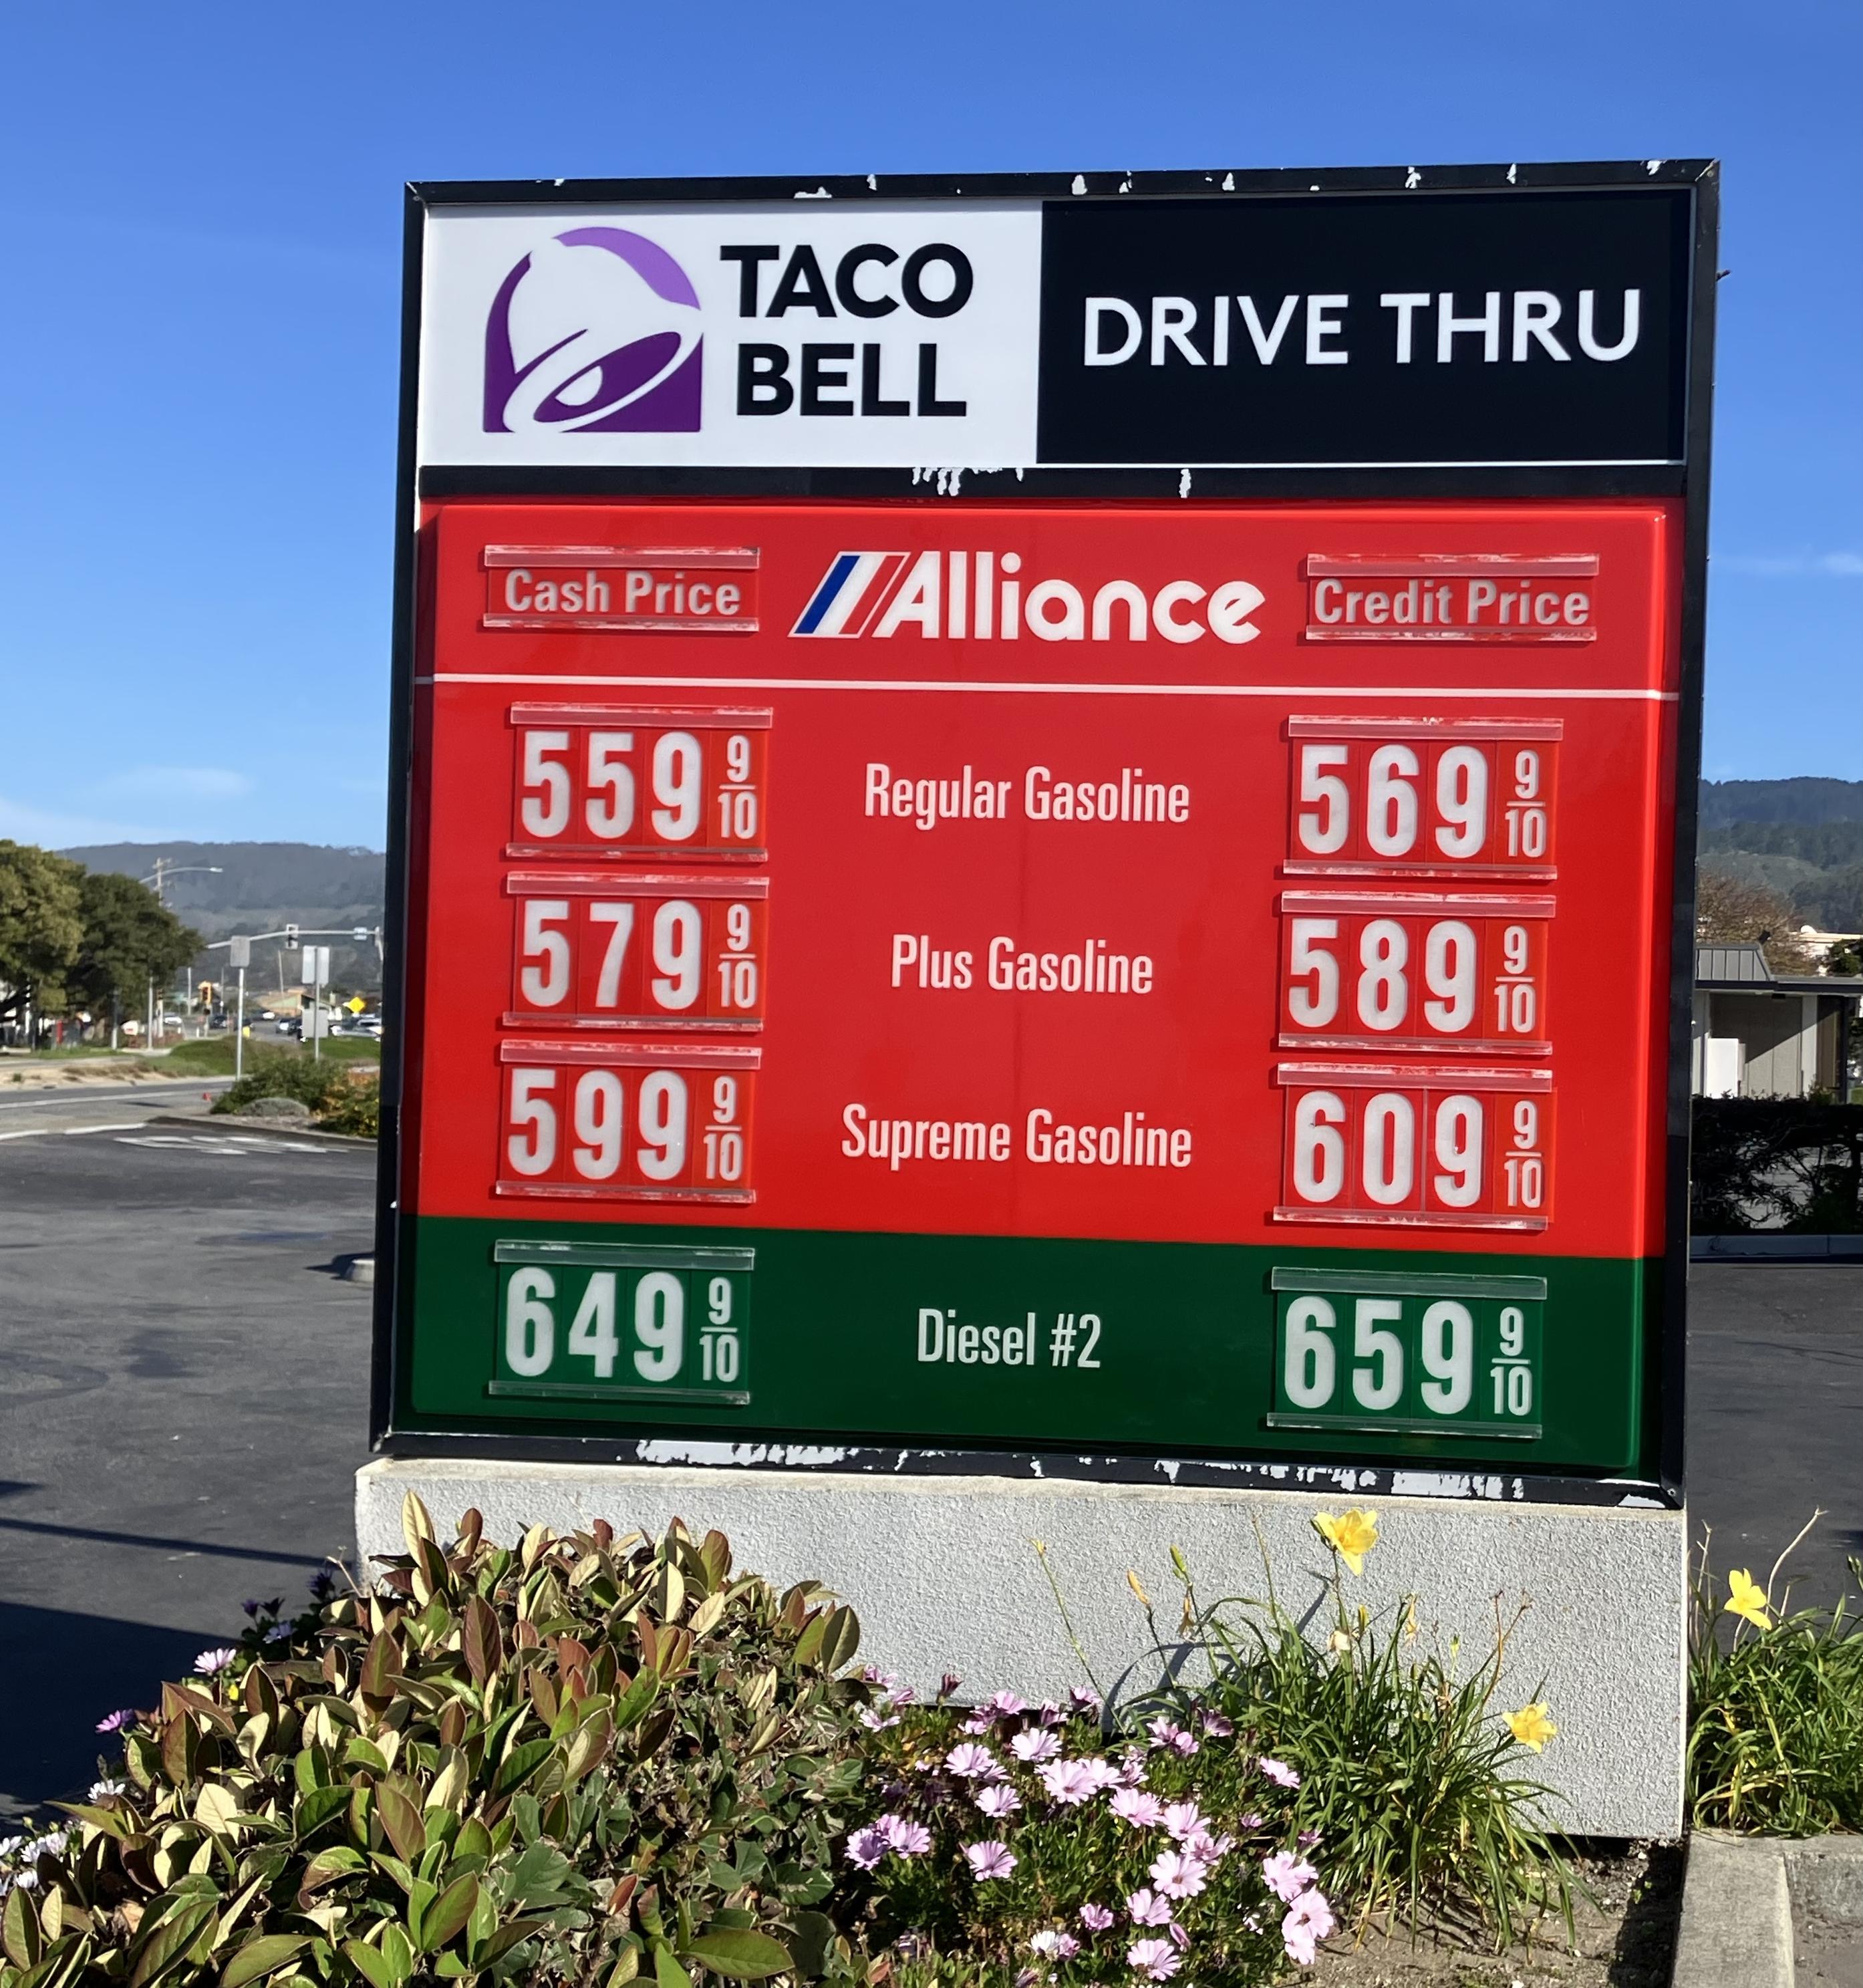 TACO
BELL
DRIVE THRU
Cash Price
Alliance
Credit Price
559 9/10 Regular Gasoline 569 9/10
579 9/10 Plus Gasoline 589 9/10
599 9/10 Supreme Gasoline 609 9/10
649 9/10 Diesel #2 659 9/10